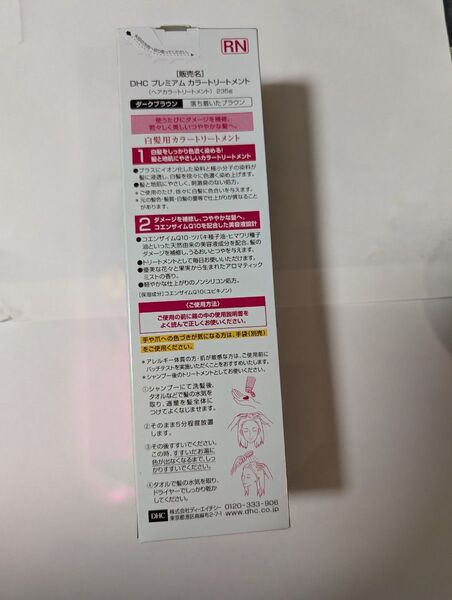 RN
[販売名]
DHC プレミアム カラートリートメント
(ヘアカラートリートメント) 235g
ダークブラウン 落ち着いたブラウン
使うたびにダメージを補修。
若々しく美しいつややかな髪へ。
白髪用カラートリートメント
1 白髪をしっかり色濃く染める!
髪と地肌にやさしいカラートリートメント
●プラスにイオン化した染料と極小分子の染料が
髪に浸透し、白髪を徐々に色濃く染め上げます。
●髪と地肌にやさしく、刺激臭のない処方。
*ご使用のたび、徐々に白髪に色合いを与えます。
*元の髪色・髪質・白髪の量等で仕上がりが異なること
があります。
2 ダメージを補修し、つややかな髪へ。
コエンザイムQ10を配合した美容液設計
●コエンザイムQ10・ツバキ種子油・ヒマワリ種子
油といった天然由来の美容液成分を配合。髪の
ダメージを補修し、うるおいとつやを与えます。
●トリートメントとして毎日お使いいただけます。
●優美な花々と果実から生まれたアロマティック
ミストの香り。
●軽やかな仕上がりのノンシリコン処方。
[保湿成分]コエンザイムQ10(ユビキノン)
〈ご使用方法〉
ご使用の前に箱の中の使用説明書を
よく読んで正しくお使いください。
手や爪への色づきが気になる方は、手袋(別売)
をご使用ください。
*アレルギー体質の方・肌が敏感な方は、ご使用前に
パッチテストを実施いただくことをおすすめいたします。
*シャンプー後のトリートメントとしてお使いください。
①シャンプーにて洗髪後、
タオルなどで髪の水気を
取り、適量を髪全体に
つけてよくなじませます。
②そのまま5分程度放置
します。
③その後すすいでください。
この時、すすいだお湯に
色が出なくなるまで、しっ
かりすすいでください。
④タオルで髪の水気を取り、
ドライヤーでしっかり乾か
してください。
DHC 株式会社ディーエイチシー 0120-333-906
東京都港区南麻布2-7-1 www.dhc.co.jp